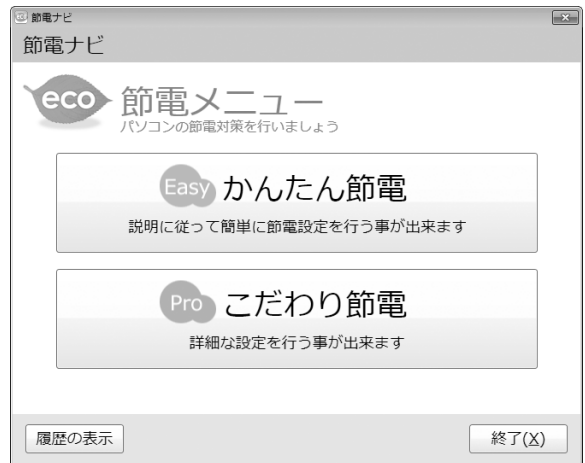 節電ナビ
節電ナビ
eco 節電メニュー
パソコンの節電対策を行いましょう
Easy かんたん節電
説明に従って簡単に節電設定を行う事が出来ます
Pro こだわり節電
詳細な設定を行う事が出来ます
履歴の表示 終了(X)